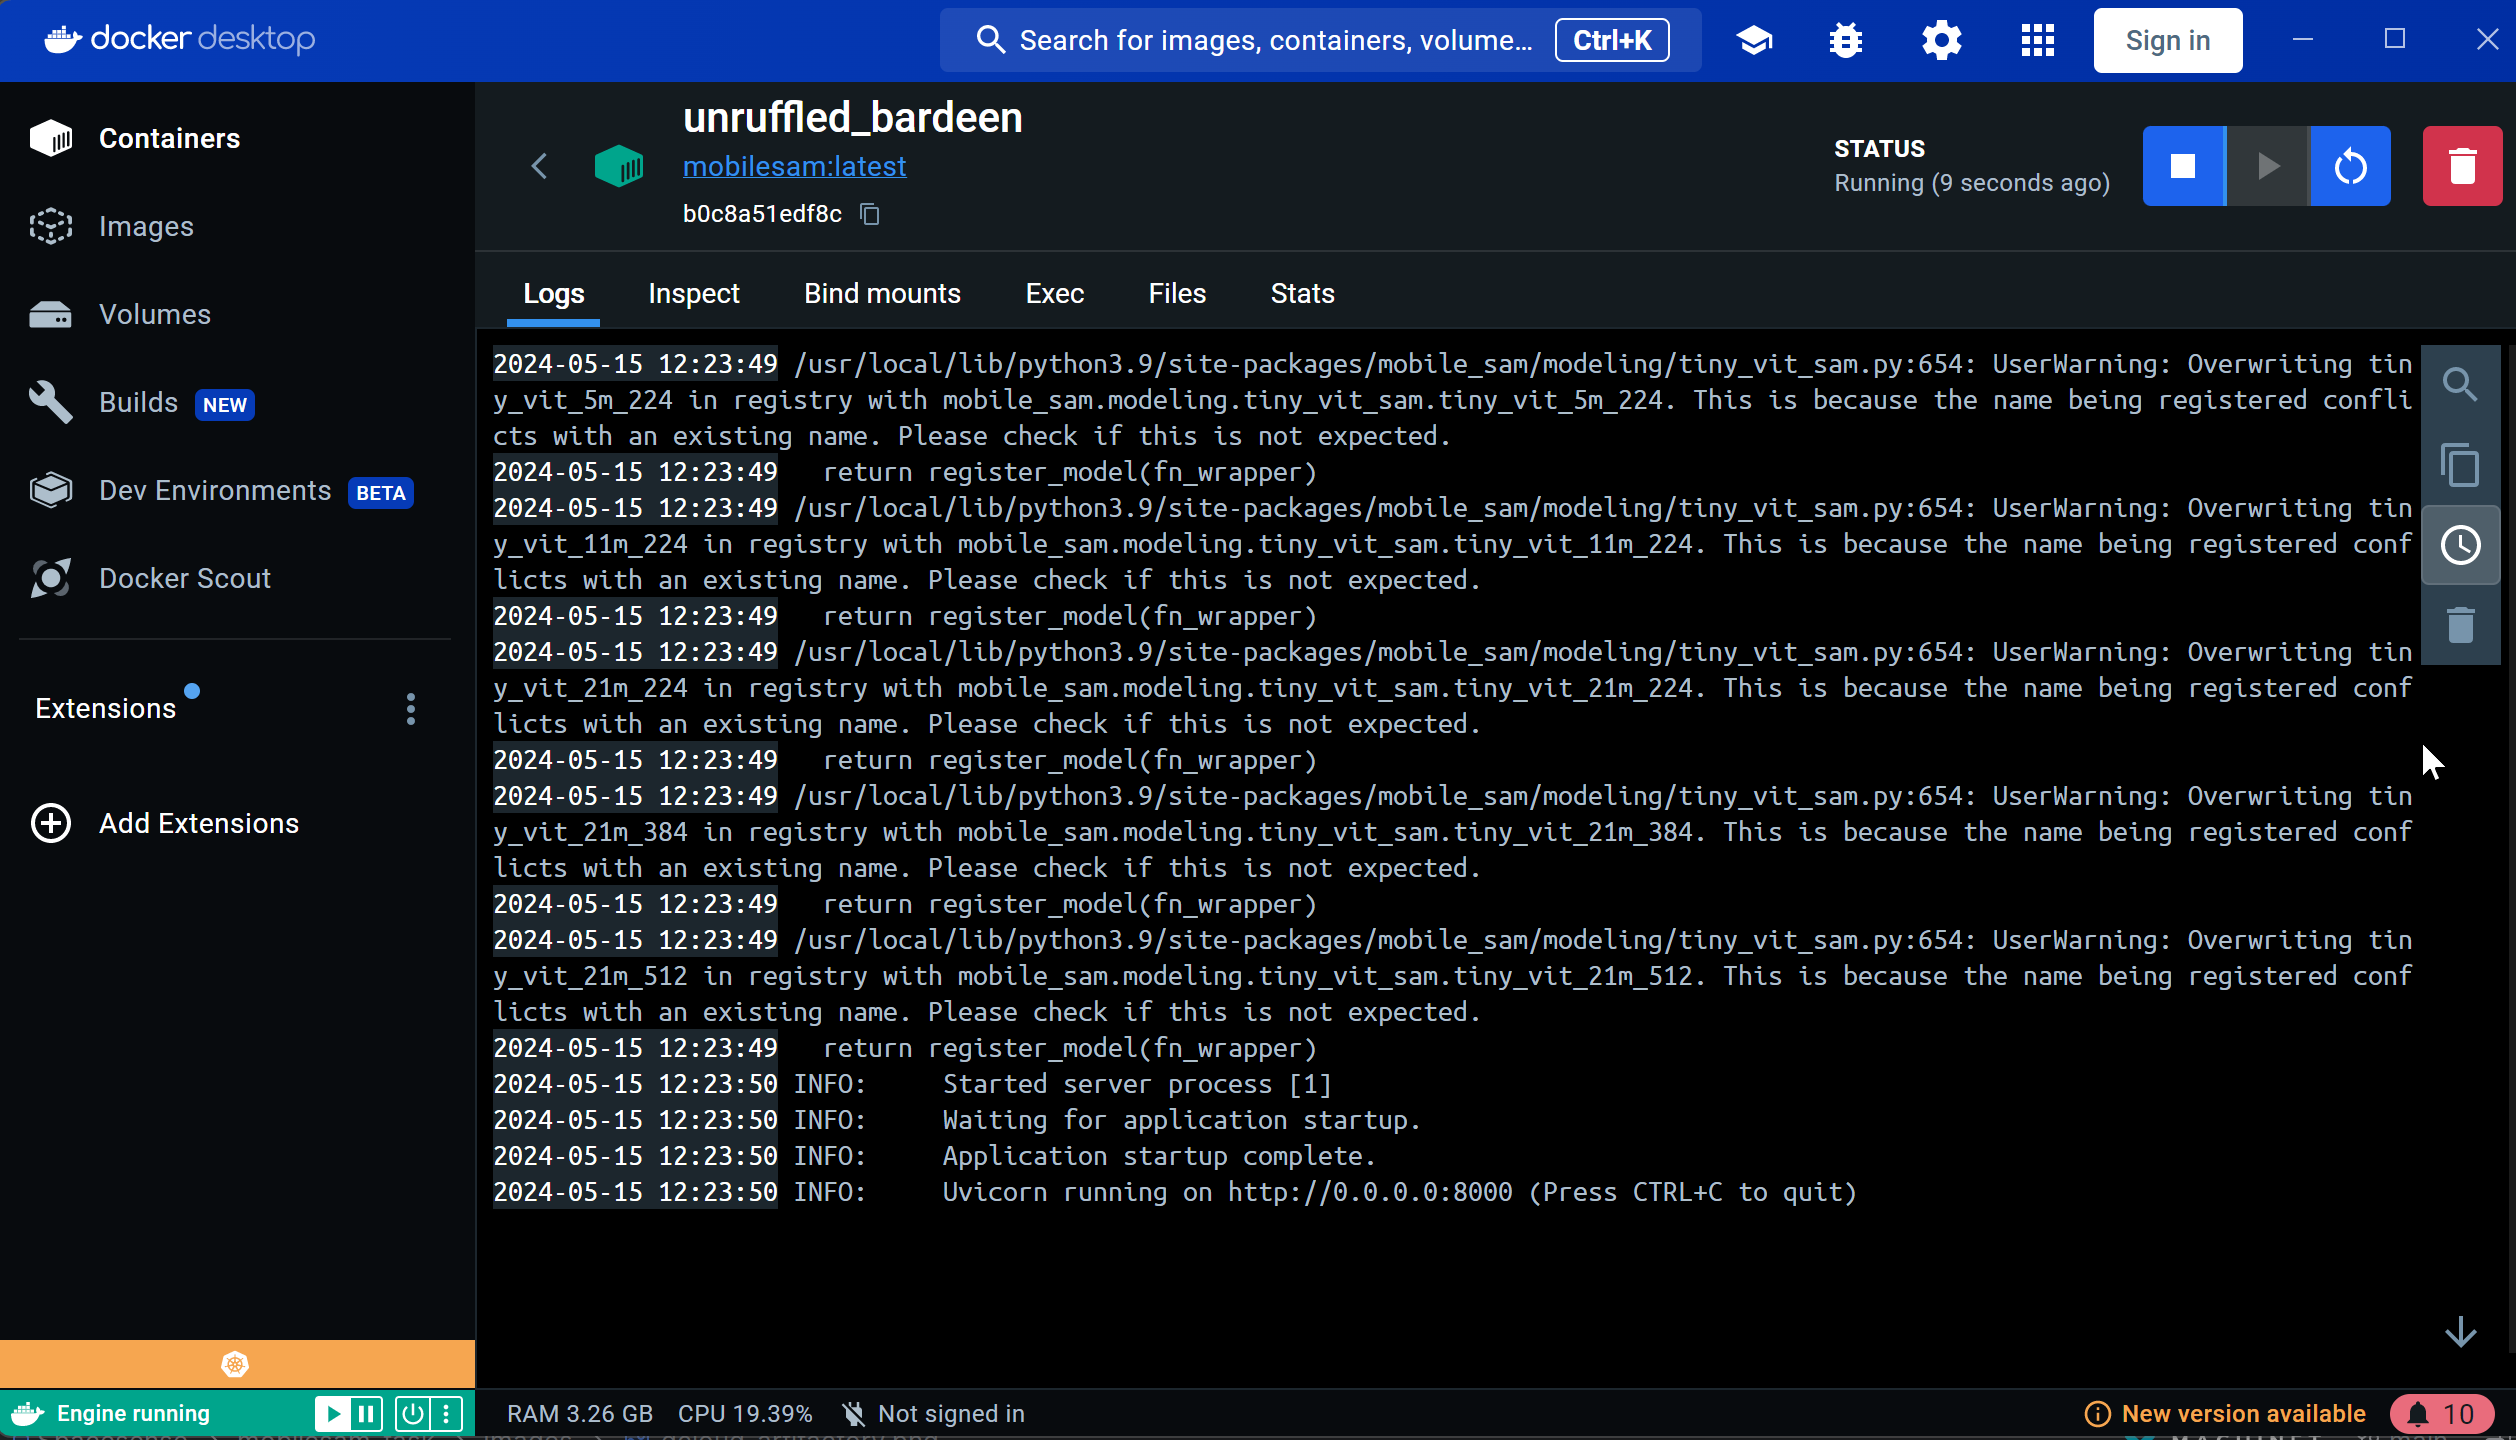 docker desktop
Search for images, containers, volume... Ctrl+K
Sign in
Containers
Images
Volumes
Builds NEW
Dev Environments BETA
Docker Scout
Extensions
Add Extensions
unruffled_bardeen
mobilesam:latest
b0c8a51edf8c
STATUS
Running (9 seconds ago)
Logs Inspect Bind mounts Exec Files Stats
2024-05-15 12:23:49 /usr/local/lib/python3.9/site-packages/mobile_sam/modeling/tiny_vit_sam.py:654: UserWarning: Overwriting tin
y_vit_5m_224 in registry with mobile_sam.modeling.tiny_vit_sam.tiny_vit_5m_224. This is because the name being registered confli
cts with an existing name. Please check if this is not expected.
2024-05-15 12:23:49   return register_model(fn_wrapper)
2024-05-15 12:23:49 /usr/local/lib/python3.9/site-packages/mobile_sam/modeling/tiny_vit_sam.py:654: UserWarning: Overwriting tin
y_vit_11m_224 in registry with mobile_sam.modeling.tiny_vit_sam.tiny_vit_11m_224. This is because the name being registered conf
licts with an existing name. Please check if this is not expected.
2024-05-15 12:23:49   return register_model(fn_wrapper)
2024-05-15 12:23:49 /usr/local/lib/python3.9/site-packages/mobile_sam/modeling/tiny_vit_sam.py:654: UserWarning: Overwriting tin
y_vit_21m_224 in registry with mobile_sam.modeling.tiny_vit_sam.tiny_vit_21m_224. This is because the name being registered conf
licts with an existing name. Please check if this is not expected.
2024-05-15 12:23:49   return register_model(fn_wrapper)
2024-05-15 12:23:49 /usr/local/lib/python3.9/site-packages/mobile_sam/modeling/tiny_vit_sam.py:654: UserWarning: Overwriting tin
y_vit_21m_384 in registry with mobile_sam.modeling.tiny_vit_sam.tiny_vit_21m_384. This is because the name being registered conf
licts with an existing name. Please check if this is not expected.
2024-05-15 12:23:49   return register_model(fn_wrapper)
2024-05-15 12:23:49 /usr/local/lib/python3.9/site-packages/mobile_sam/modeling/tiny_vit_sam.py:654: UserWarning: Overwriting tin
y_vit_21m_512 in registry with mobile_sam.modeling.tiny_vit_sam.tiny_vit_21m_512. This is because the name being registered conf
licts with an existing name. Please check if this is not expected.
2024-05-15 12:23:49   return register_model(fn_wrapper)
2024-05-15 12:23:50 INFO:     Started server process [1]
2024-05-15 12:23:50 INFO:     Waiting for application startup.
2024-05-15 12:23:50 INFO:     Application startup complete.
2024-05-15 12:23:50 INFO:     Uvicorn running on http://0.0.0.0:8000 (Press CTRL+C to quit)
Engine running
RAM 3.26 GB CPU 19.39% Not signed in
New version available 10